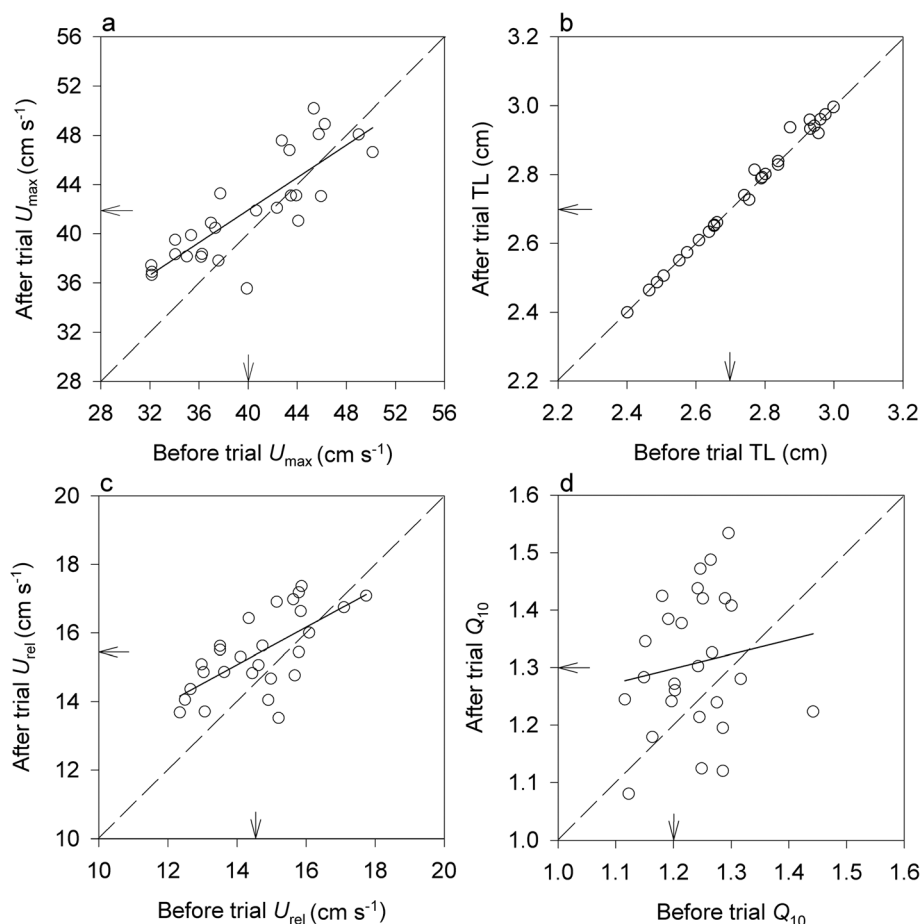 a
56
52
48
44
40
36
32
28
28 32 36 40 44 48 52 56
After trial Umax (cm s-1)
Before trial Umax (cm s-1)
b
3.2
3.0
2.8
2.6
2.4
2.2
2.2 2.4 2.6 2.8 3.0 3.2
After trial TL (cm)
Before trial TL (cm)
c
20
18
16
14
12
10
10 12 14 16 18 20
After trial Urel (cm s-1)
Before trial Urel (cm s-1)
d
1.6
1.5
1.4
1.3
1.2
1.1
1.0
1.0 1.1 1.2 1.3 1.4 1.5 1.6
After trial Q10
Before trial Q10